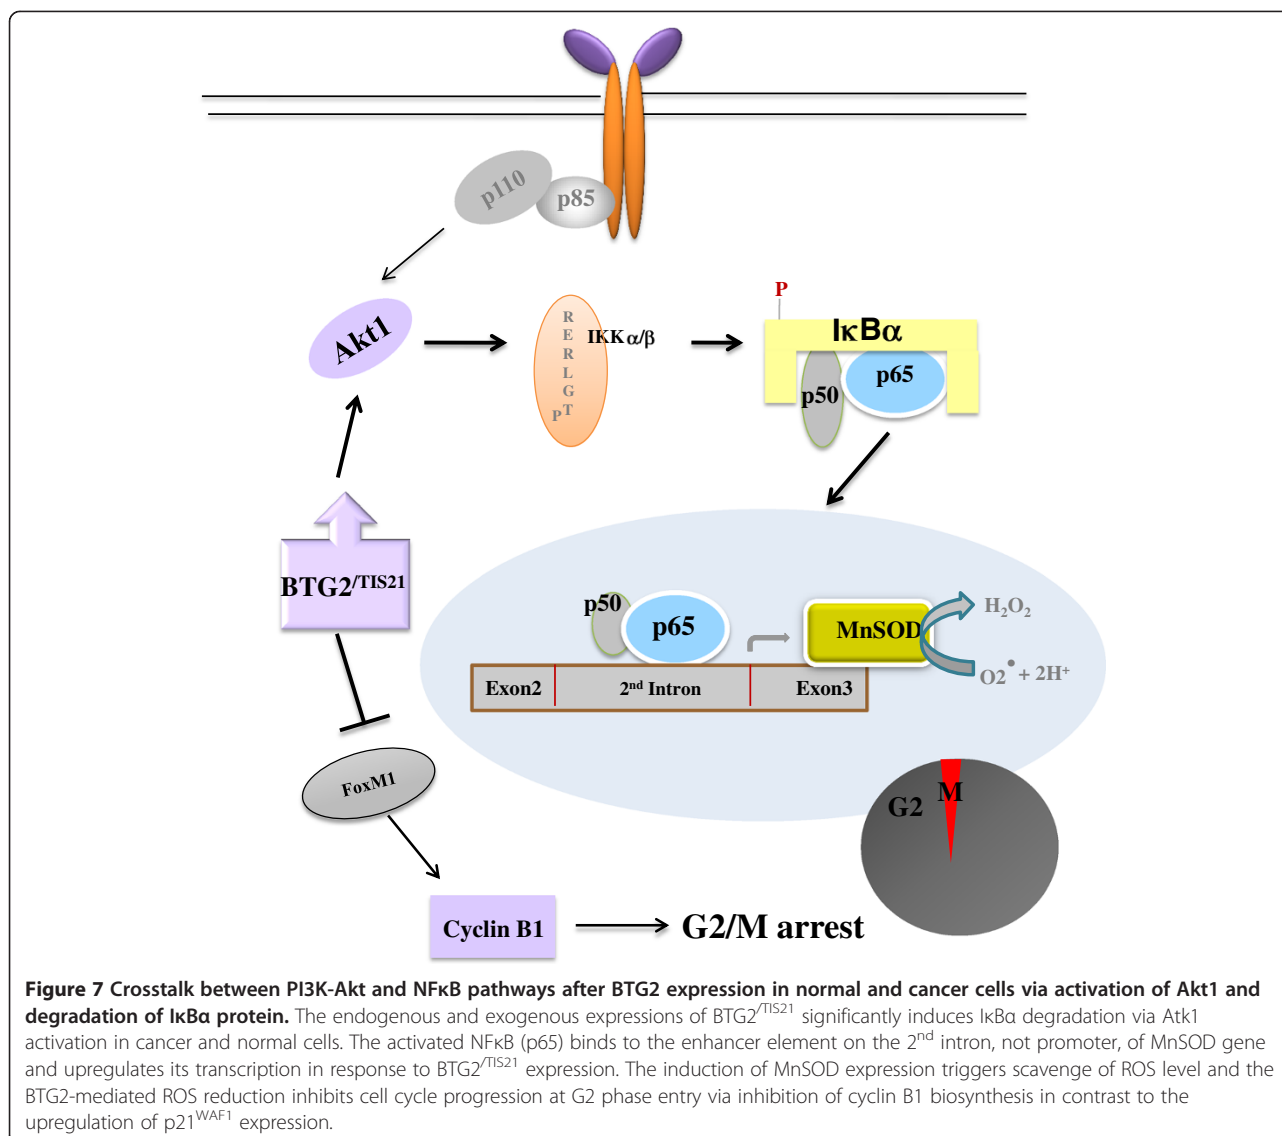 p110
p85
Akt1
R
E
R
L
G
T
P
IKK α/β
P
IκBα
p50
p65
BTG2/TIS21
p50
p65
MnSOD
H2O2
O2• + 2H+
Exon2
2nd Intron
Exon3
FoxM1
G2
M
Cyclin B1
G2/M arrest
Figure 7 Crosstalk between PI3K-Akt and NFκB pathways after BTG2 expression in normal and cancer cells via activation of Akt1 and
degradation of IκBα protein. The endogenous and exogenous expressions of BTG2/TIS21 significantly induces IκBα degradation via Atk1
activation in cancer and normal cells. The activated NFκB (p65) binds to the enhancer element on the 2nd intron, not promoter, of MnSOD gene
and upregulates its transcription in response to BTG2/TIS21 expression. The induction of MnSOD expression triggers scavenge of ROS level and the
BTG2-mediated ROS reduction inhibits cell cycle progression at G2 phase entry via inhibition of cyclin B1 biosynthesis in contrast to the
upregulation of p21WAF1 expression.